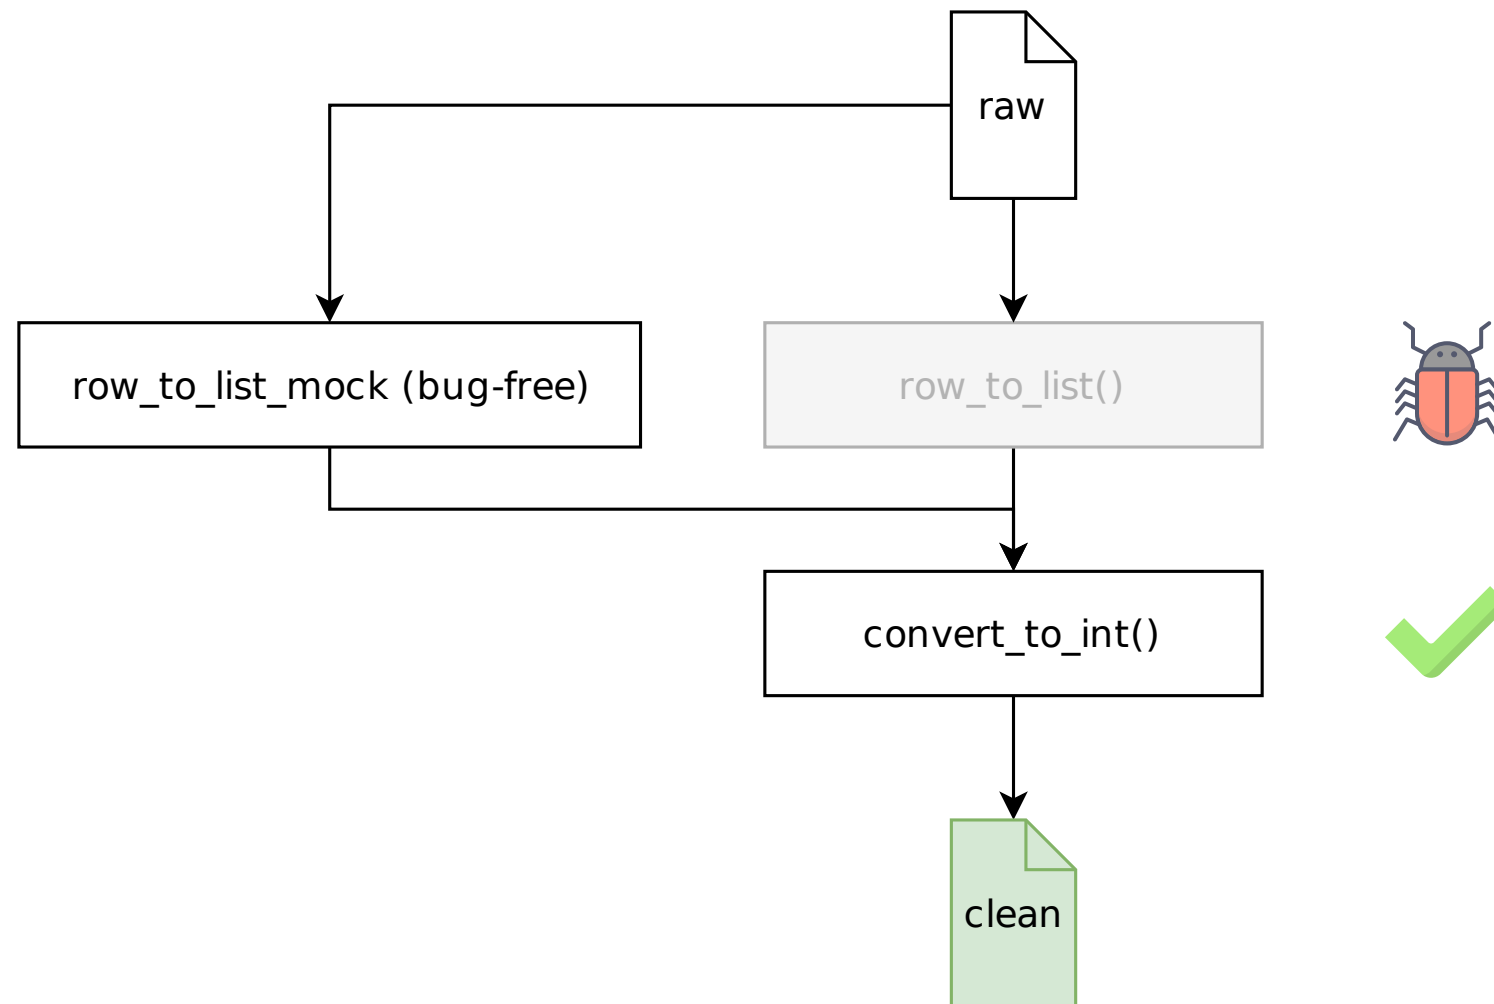 raw
row_to_list_mock (bug-free)
row_to_list()
convert_to_int()
clean